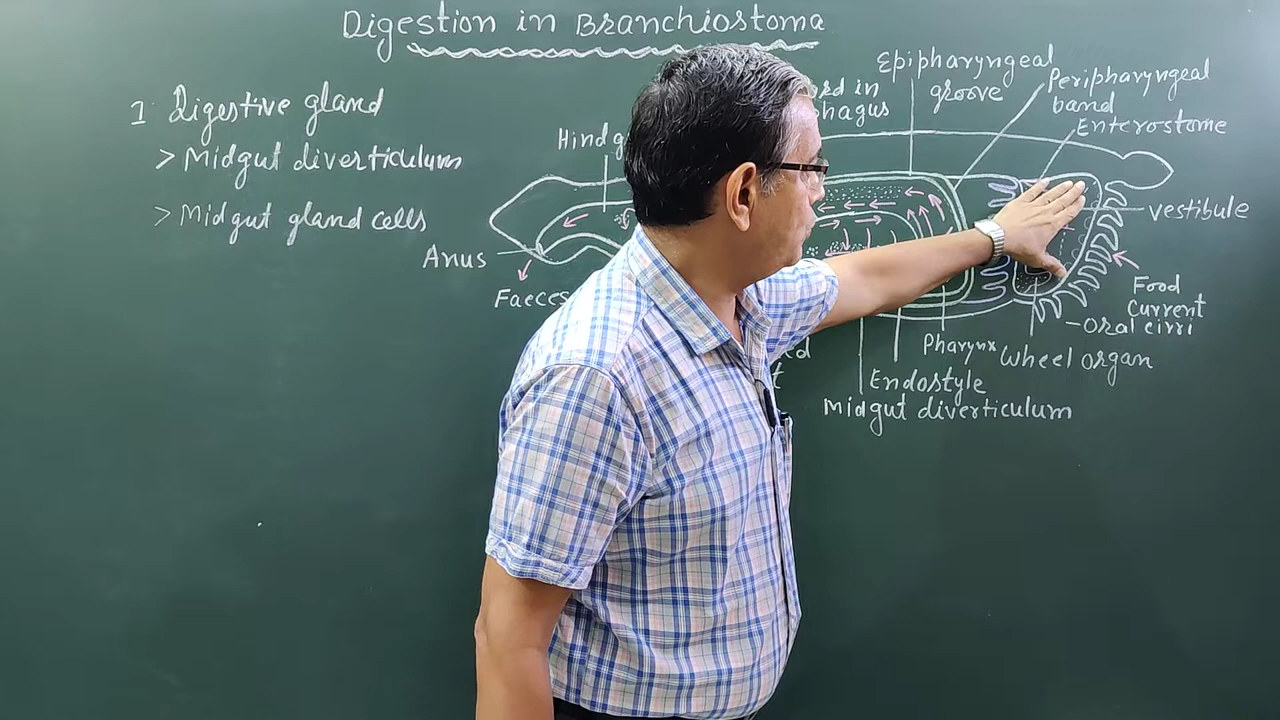 Digestion in Branchiostoma
1 Digestive gland
> Midgut diverticulum
> Midgut gland cells
Anus
Faeces
Epipharyngeal
groove
Peripharyngeal
band
Enterostome
vestibule
Food
Current
Oral cirri
Wheel organ
Pharynx
Endostyle
Midgut diverticulum